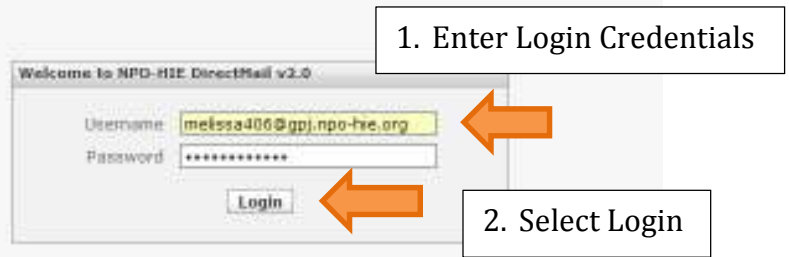 1. Enter Login Credentials
Welcome to NPO-HIE DirectMail v2.0
Username melissa406@gpj.npo-hie.org
Password ••••••••••••
Login
2. Select Login